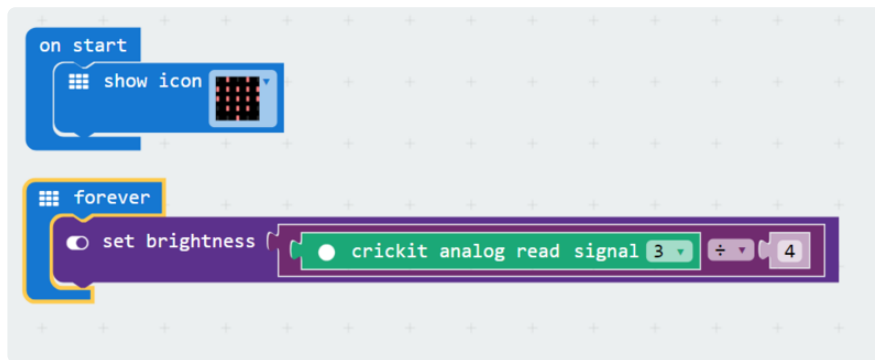 on start
show icon
forever
set brightness crickit analog read signal 3 ÷ 4